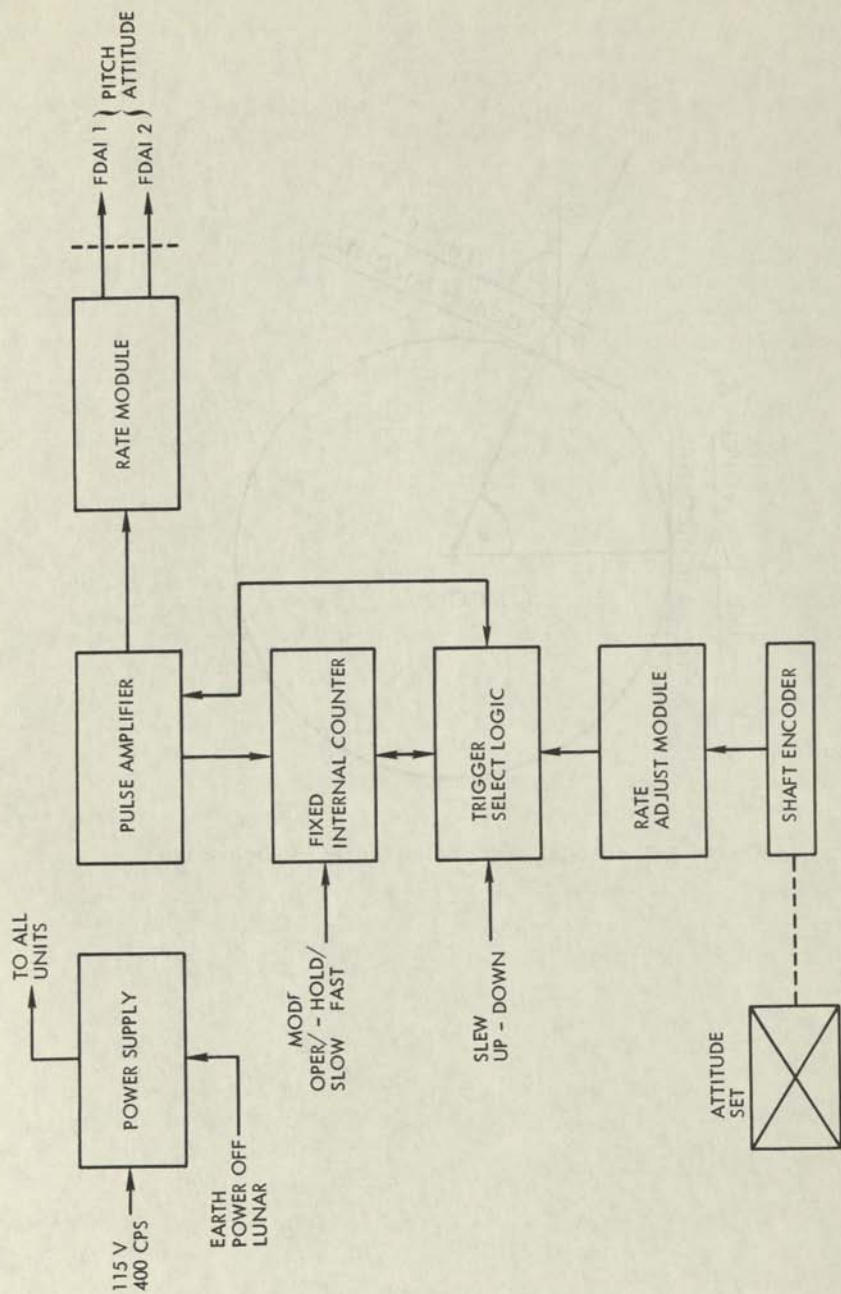 115 V
400 CPS
POWER SUPPLY
TO ALL
UNITS
EARTH
POWER OFF
LUNAR
PULSE AMPLIFIER
RATE MODULE
FDAI 1
FDAI 2
PITCH
ATTITUDE
MODE
OPER/ - HOLD/
SLOW FAST
FIXED
INTERNAL COUNTER
SLEW
UP - DOWN
TRIGGER
SELECT LOGIC
RATE
ADJUST MODULE
ATTITUDE
SET
SHAFT ENCODER